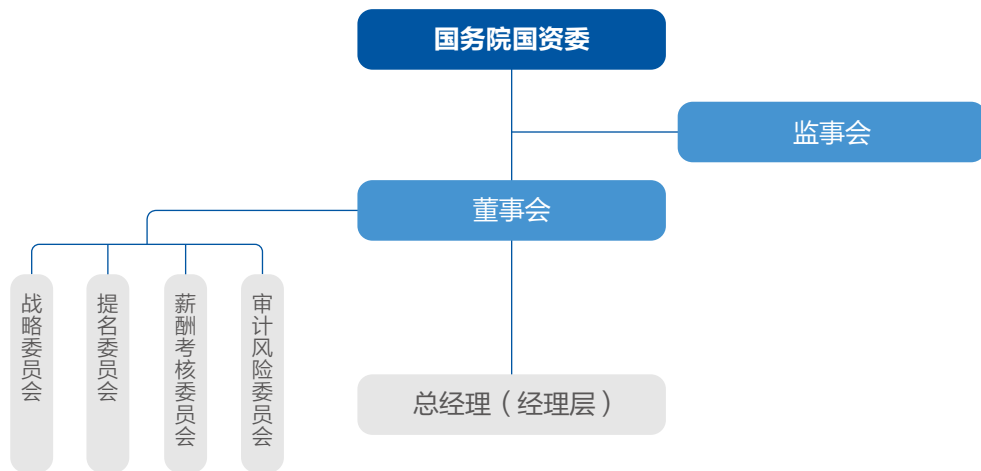 国务院国资委
监事会
董事会
战略委员会
提名委员会
薪酬考核委员会
审计风险委员会
总经理（经理层）